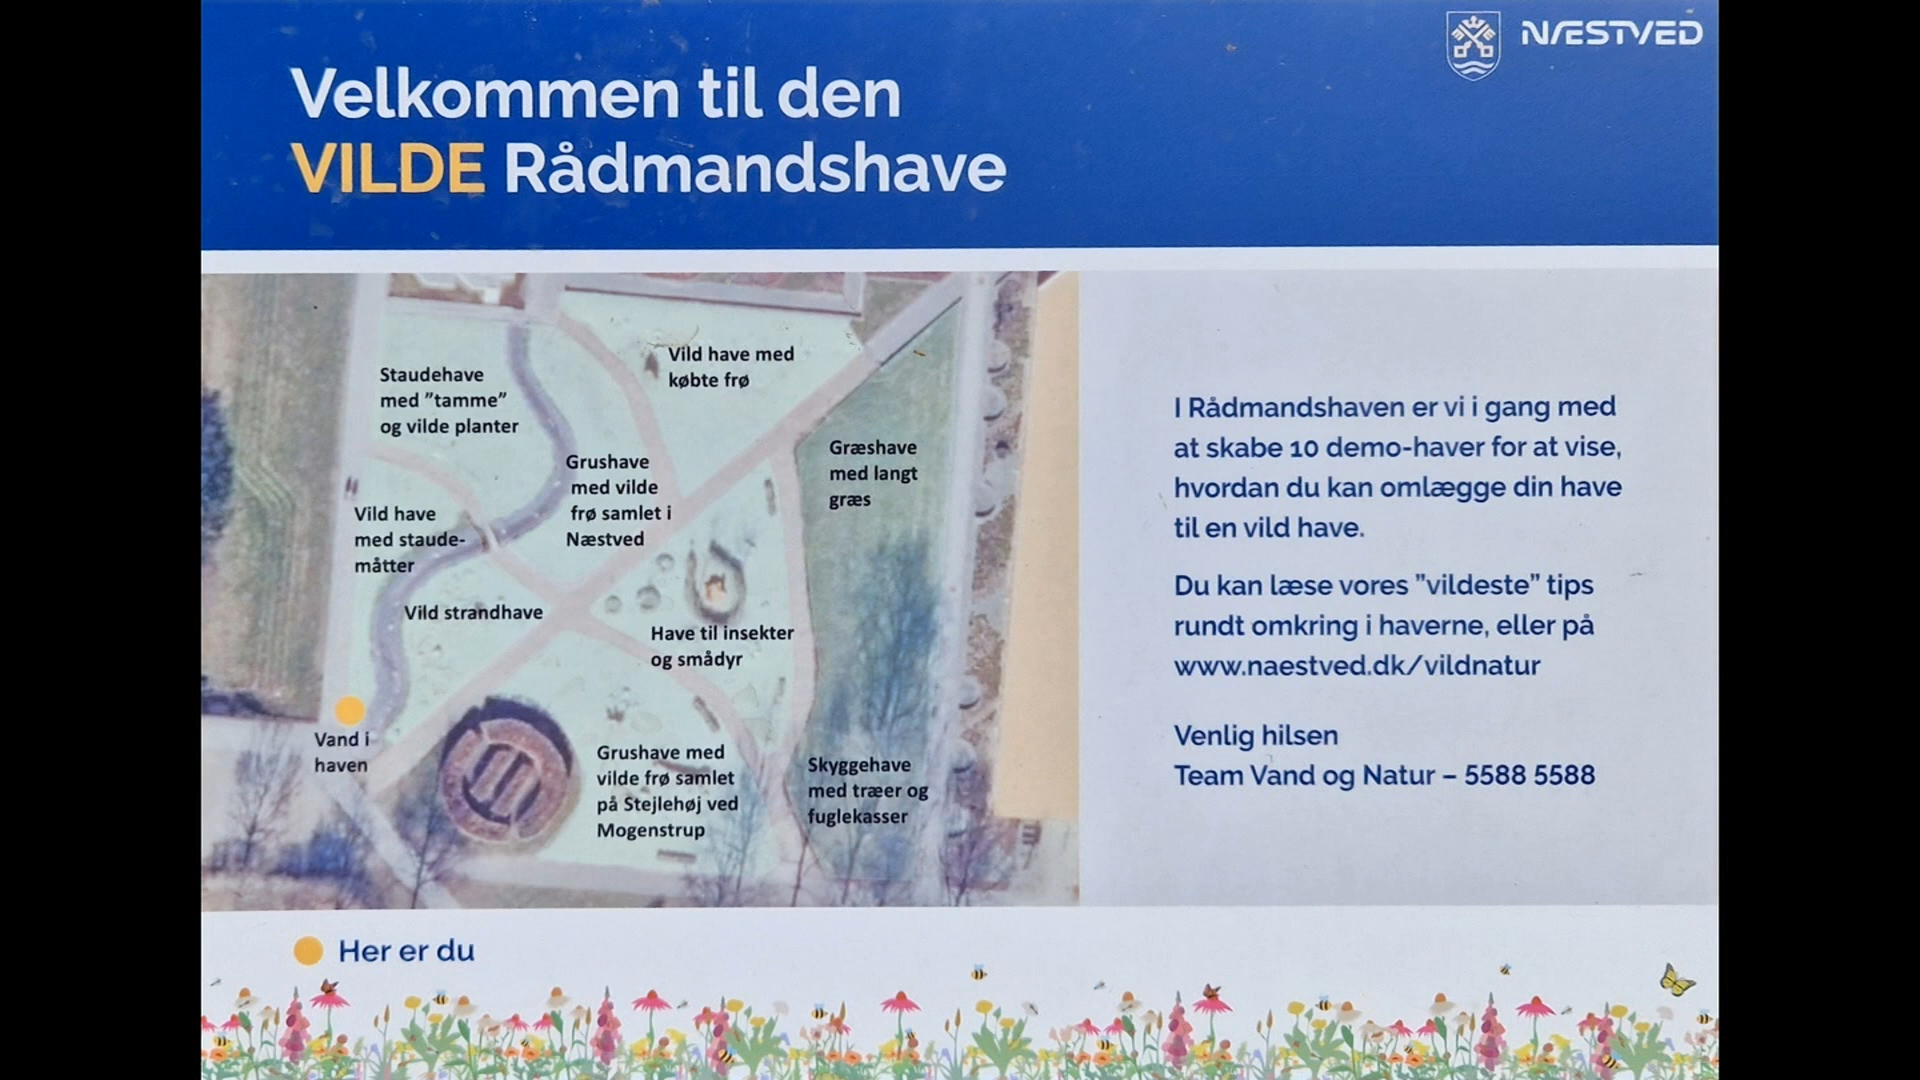 NÆSTVED
Velkommen til den
VILDE Rådmandshave
Vild have med
købte frø
Staudehave
med ”tamme”
og vilde planter
Græshave
med langt
græs
Grushave
med vilde
frø samlet i
Næstved
Vild have
med staude-
måtter
Vild strandhave
Have til insekter
og smådyr
Vand i
haven
Grushave med
vilde frø samlet
på Stejlehøj ved
Mogenstrup
Skyggehave
med træer og
fuglekasser
I Rådmandshaven er vi i gang med
at skabe 10 demo-haver for at vise,
hvordan du kan omlægge din have
til en vild have.
Du kan læse vores ”vildeste” tips
rundt omkring i haverne, eller på
www.naestved.dk/vildnatur
Venlig hilsen
Team Vand og Natur – 5588 5588
Her er du